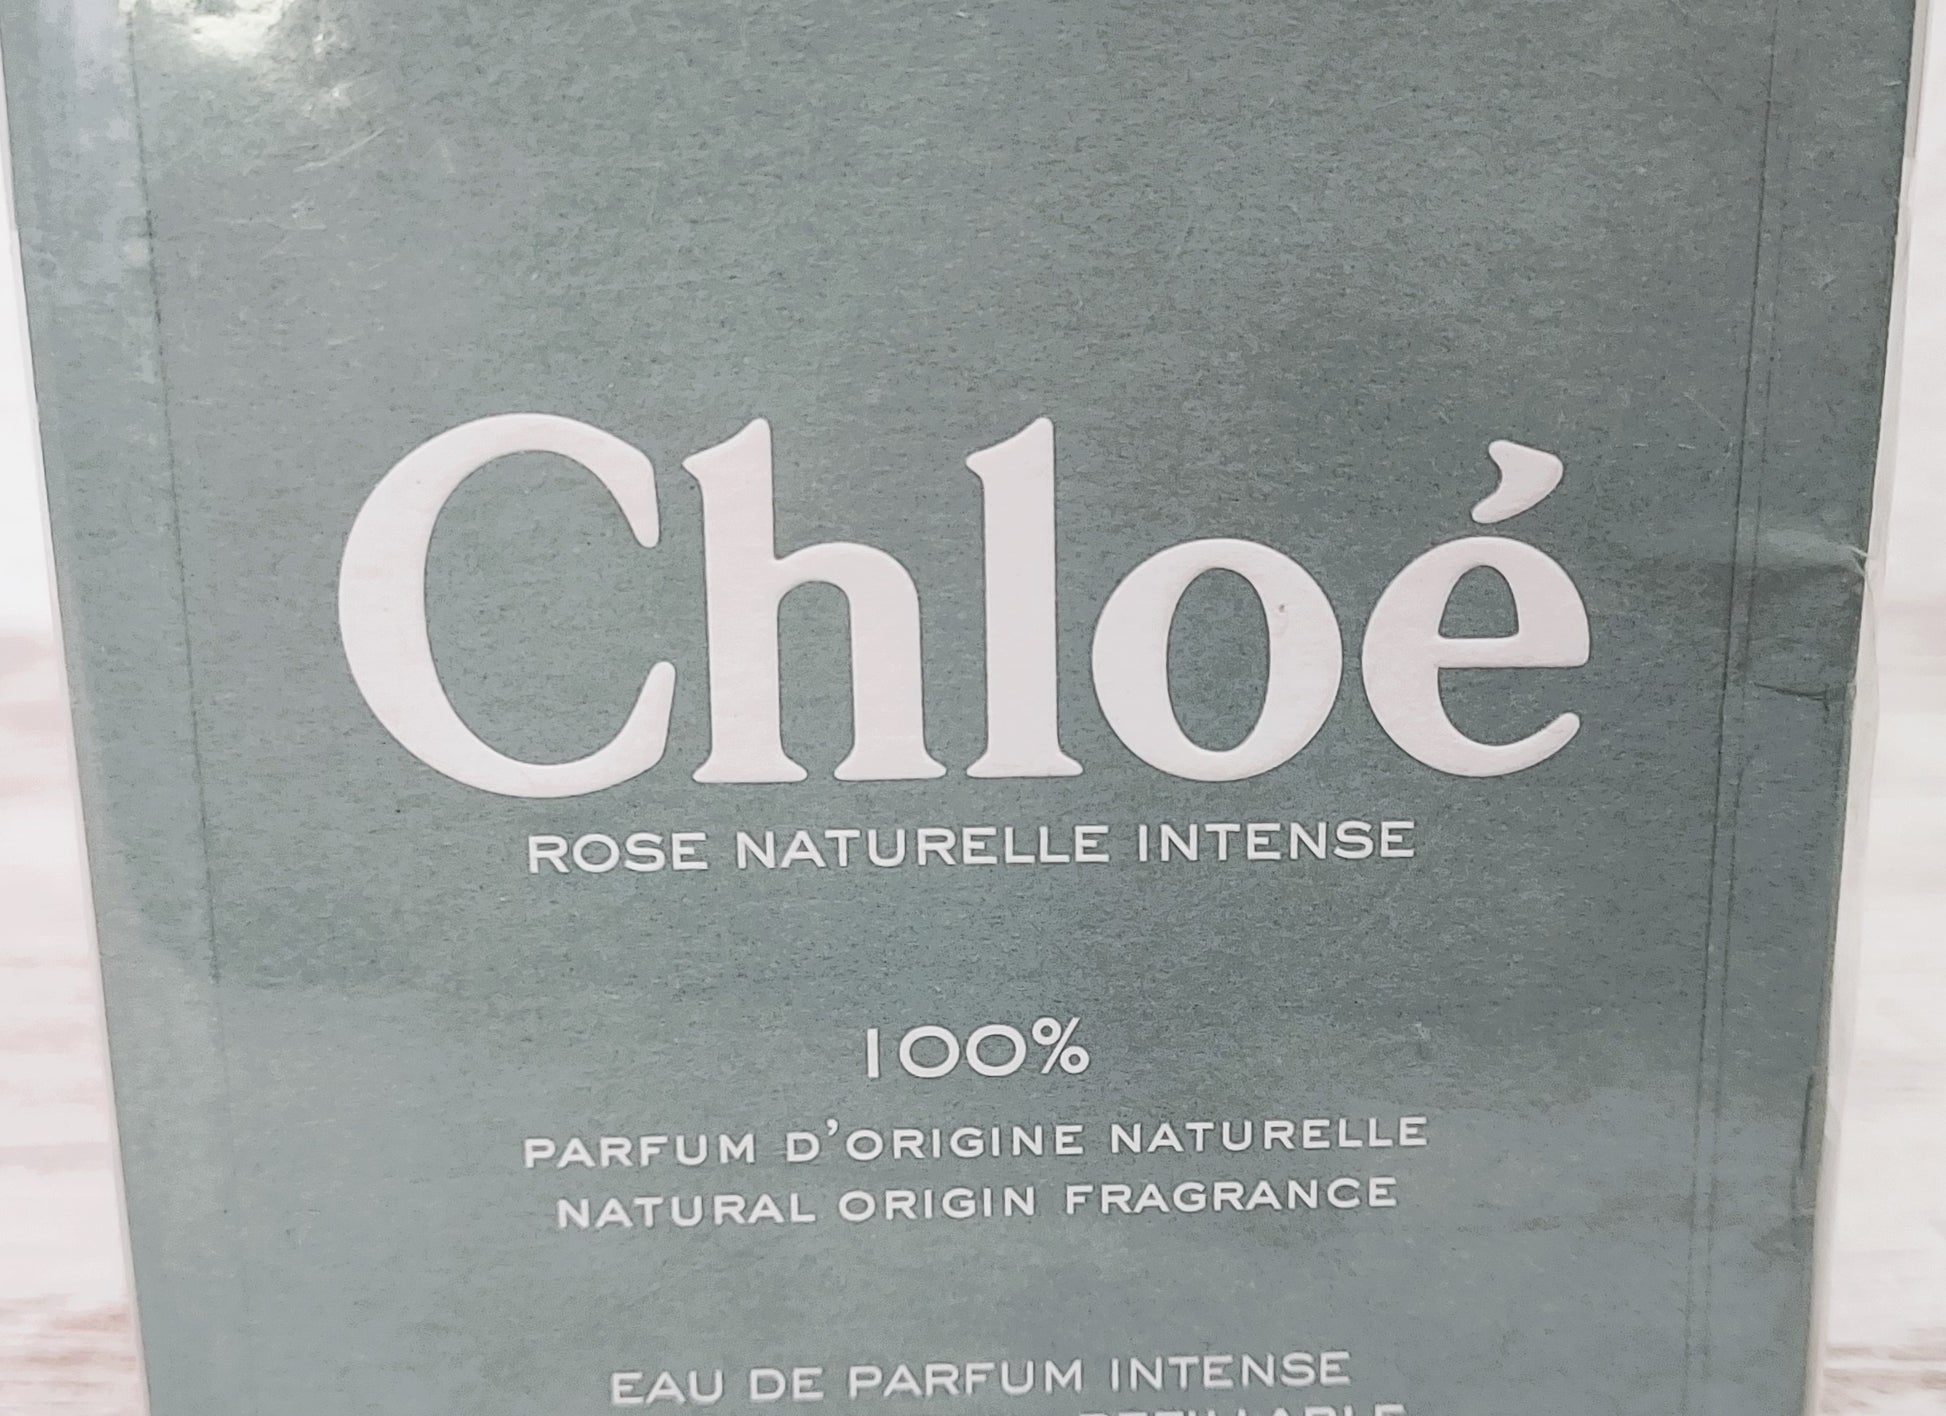 Chloé
ROSE NATURELLE INTENSE
100%
PARFUM D'ORIGINE NATURELLE
NATURAL ORIGIN FRAGRANCE
EAU DE PARFUM INTENSE